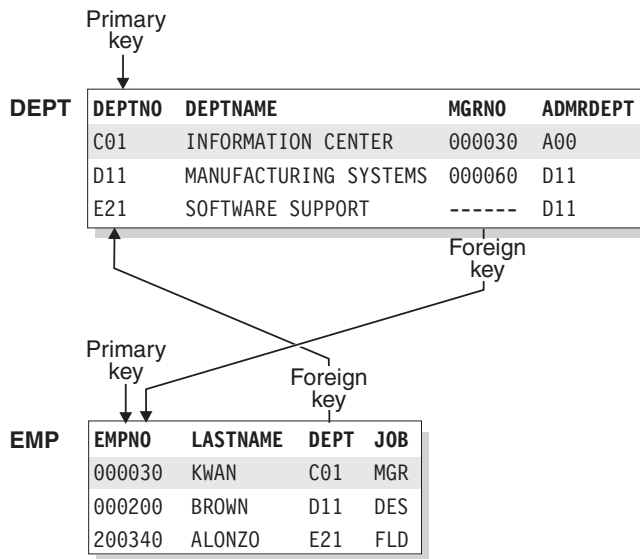 Primary
key
DEPT
DEPTNO DEPTNAME MGRNO ADMRDEPT
C01 INFORMATION CENTER 000030 A00
D11 MANUFACTURING SYSTEMS 000060 D11
E21 SOFTWARE SUPPORT ------ D11
Foreign
key
Primary
key
Foreign
key
EMP
EMPNO LASTNAME DEPT JOB
000030 KWAN C01 MGR
000200 BROWN D11 DES
200340 ALONZO E21 FLD